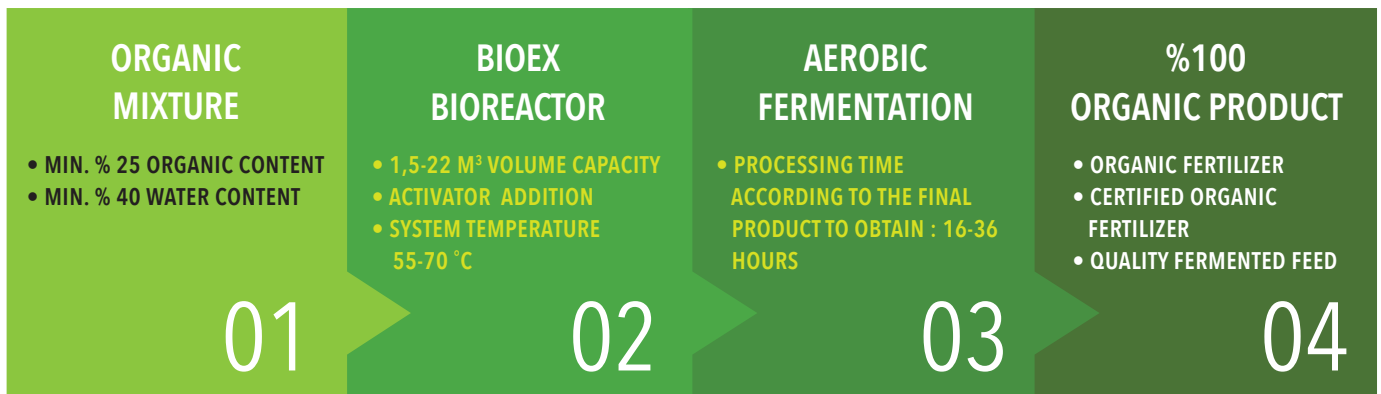 ORGANIC
MIXTURE
• MIN. % 25 ORGANIC CONTENT
• MIN. % 40 WATER CONTENT
01
BIOEX
BIOREACTOR
• 1,5-22 M³ VOLUME CAPACITY
• ACTIVATOR ADDITION
• SYSTEM TEMPERATURE
55-70 °C
02
AEROBIC
FERMENTATION
• PROCESSING TIME
ACCORDING TO THE FINAL
PRODUCT TO OBTAIN : 16-36
HOURS
03
%100
ORGANIC PRODUCT
• ORGANIC FERTILIZER
• CERTIFIED ORGANIC
FERTILIZER
• QUALITY FERMENTED FEED
04